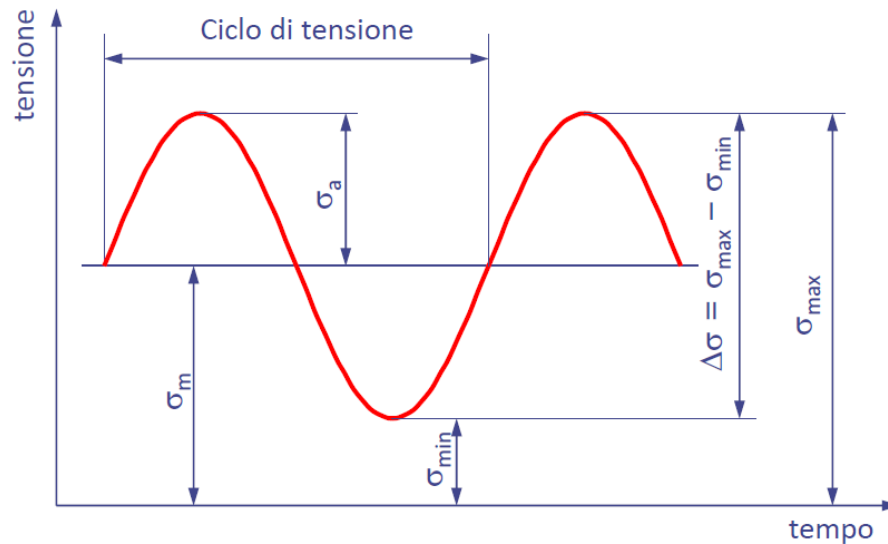 Ciclo di tensione
tensione
σa
σm
σmin
Δσ = σmax − σmin
σmax
tempo